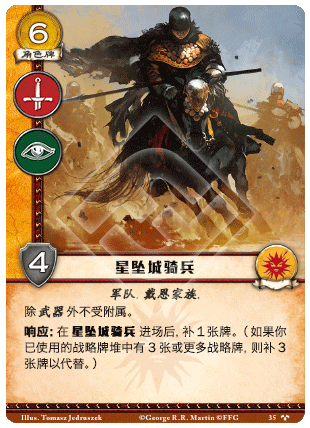 6
角色牌
4
星坠城骑兵
军队. 戴恩家族.
除武器外不受附属。
响应: 在 星坠城骑兵 进场后, 补1张牌。(如果你
已使用的战略牌堆中有3张或更多战略牌, 则补3
张牌以代替。)
Illus. Tomasz Jedruszek ©George R.R. Martin ©FFG 35